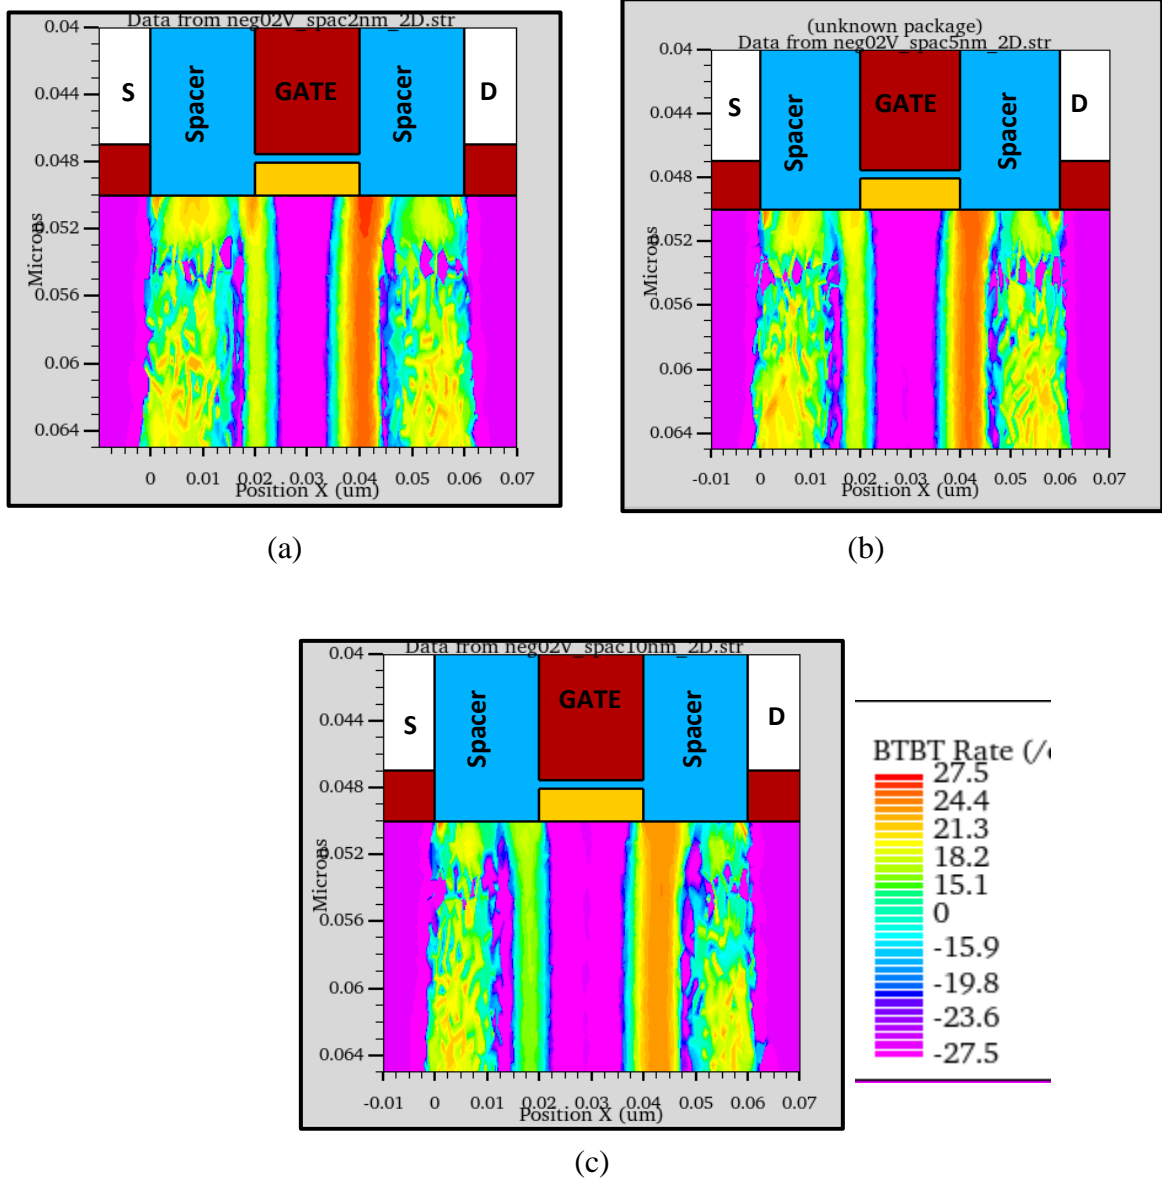 Data from neg02V_spac2nm_2D.str
0.04
0.044
0.048
0.052
0.056
0.06
0.064
Microns
S
Spacer
GATE
Spacer
D
0 0.01 0.02 0.03 0.04 0.05 0.06 0.07
Position X (um)
(a)
(unknown package)
Data from neg02V_spac5nm_2D.str
0.04
0.044
0.048
0.052
0.056
0.06
0.064
Microns
S
Spacer
GATE
Spacer
D
-0.01 0 0.01 0.02 0.03 0.04 0.05 0.06 0.07
Position X (um)
(b)
Data from neg02V_spac10nm_2D.str
0.04
0.044
0.048
0.052
0.056
0.06
0.064
Microns
S
Spacer
GATE
Spacer
D
-0.01 0 0.01 0.02 0.03 0.04 0.05 0.06 0.07
Position X (um)
(c)
BTBT Rate (/
27.5
24.4
21.3
18.2
15.1
0
-15.9
-19.8
-23.6
-27.5